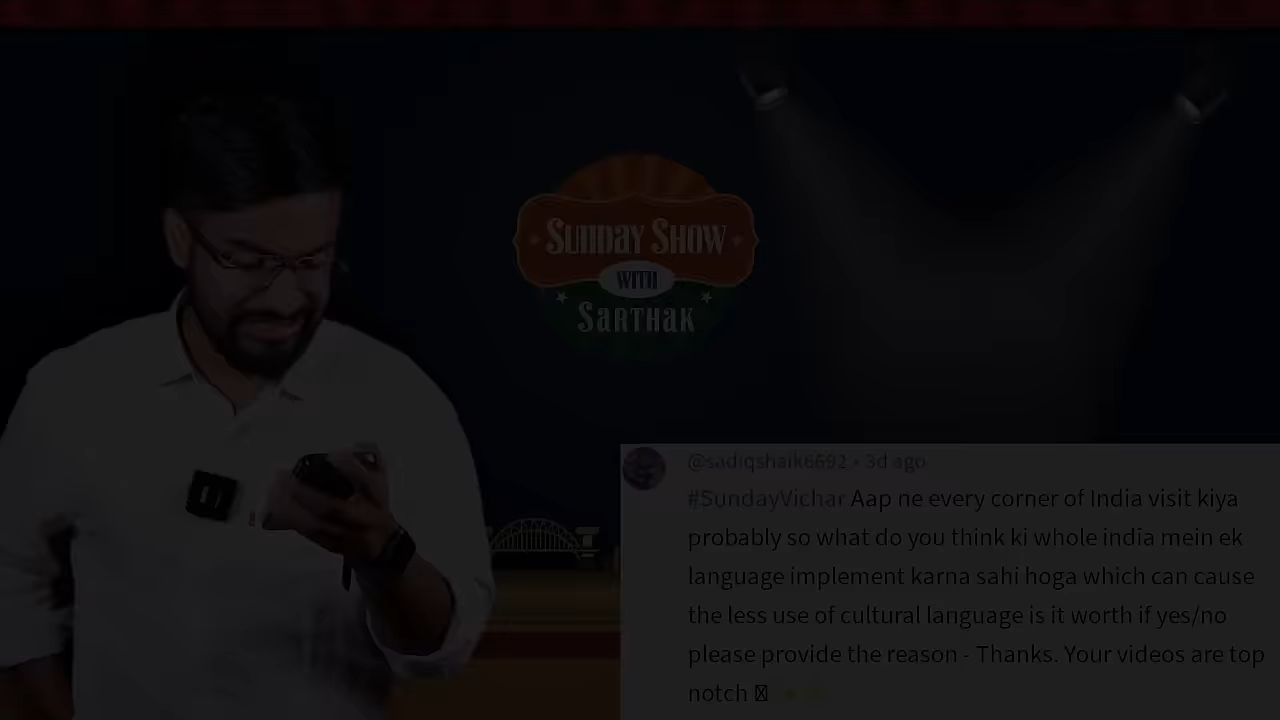 SUNDAY SHOW
WITH
SARTHAK
@sadiqshaik6692 • 3d ago
#SundayVichar Aap ne every corner of India visit kiya
probably so what do you think ki whole india mein ek
language implement karna sahi hoga which can cause
the less use of cultural language is it worth if yes/no
please provide the reason - Thanks. Your videos are top
notch